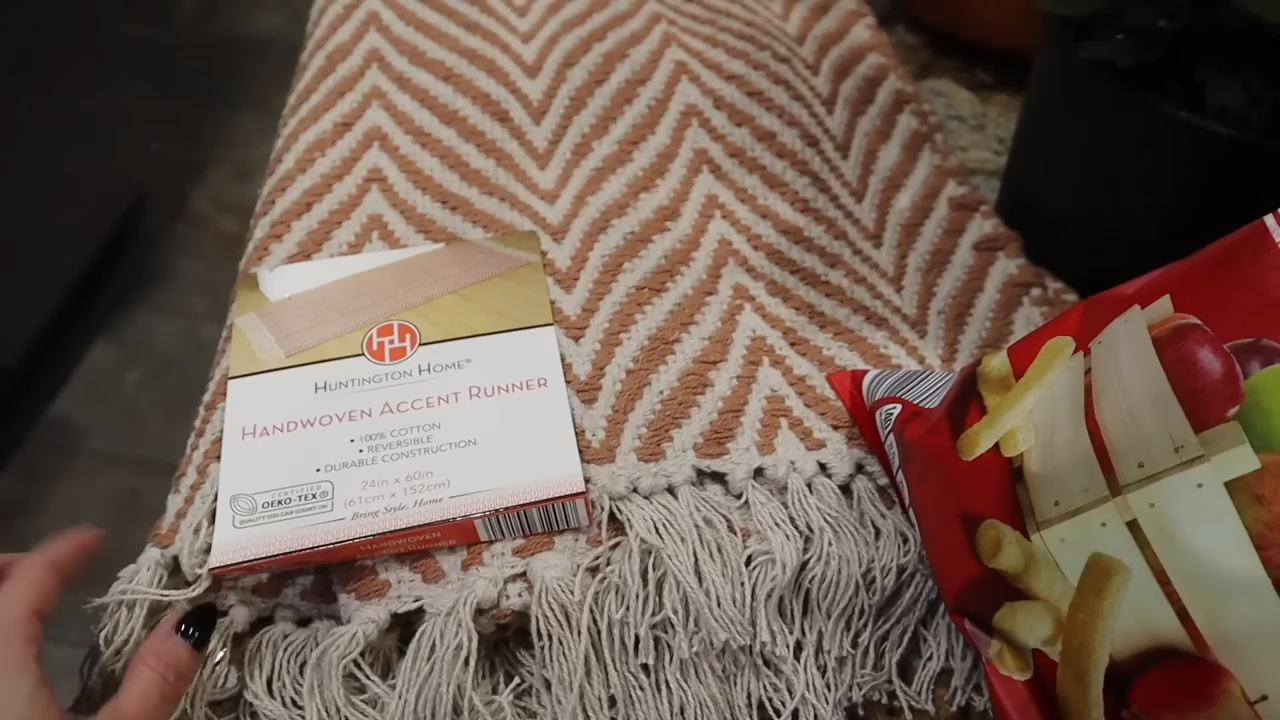 HUNTINGTON HOME®
HANDWOVEN ACCENT RUNNER
• 100% COTTON
• REVERSIBLE
• DURABLE CONSTRUCTION
24in x 60in
(61cm x 152cm)
Bring Style, Home
CERTIFIED
OEKO-TEX®
QUALITY YOU CAN COUNT ON
HANDWOVEN
ACCENT RUNNER